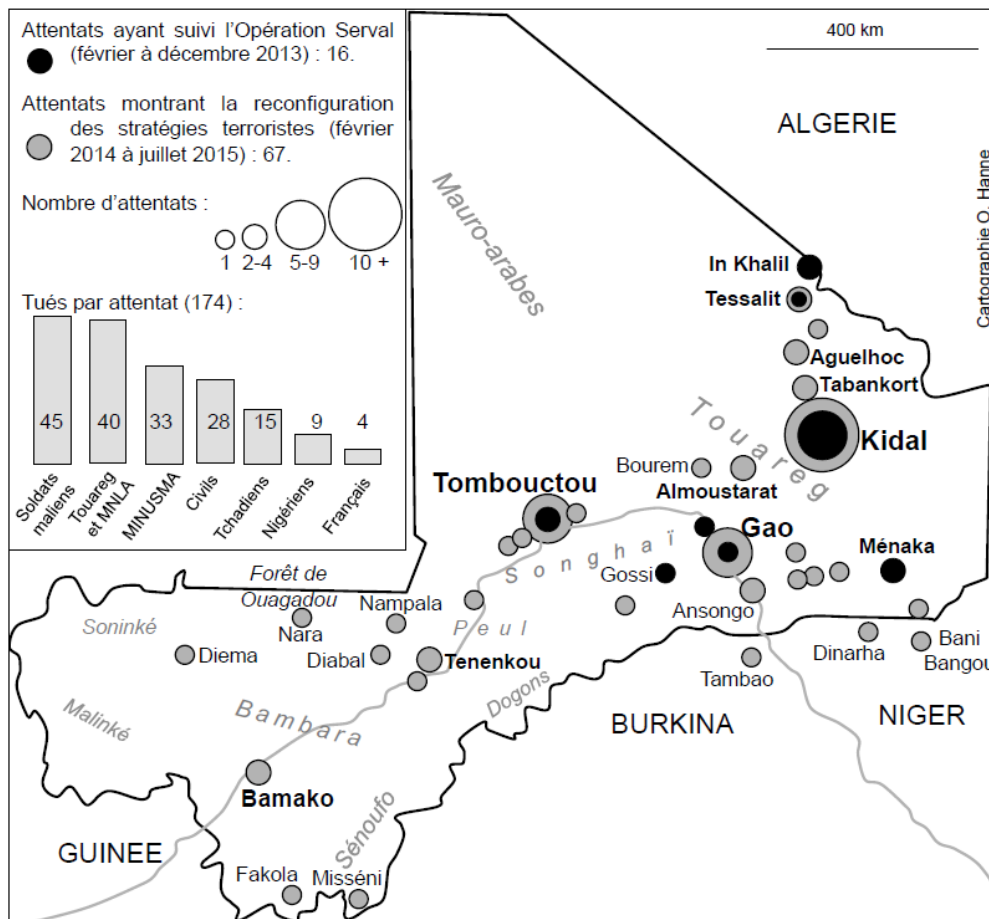 Attentats ayant suivi l'Opération Serval
(février à décembre 2013) : 16.
Attentats montrant la reconfiguration
des stratégies terroristes (février
2014 à juillet 2015) : 67.
Nombre d'attentats :
1 2-4 5-9 10 +
Tués par attentat (174) :
45 40 33 28 15 9 4
Soldats
maliens
Touareg
et MNLA
MINUSMA
Civils
Tchadiens
Nigériens
Français
400 km
ALGERIE
Cartographie O. Hanne
Mauro-arabes
In Khalil
Tessalit
Aguelhoc
Tabankort
Kidal
Touareg
Bourem
Almoustarat
Tombouctou
Gao
Songhaï
Gossi
Ménaka
Ansongo
Forêt de
Ouagadou
Nampala
Nara
Soninké
Peul
Diema
Diabal
Tenenkou
Dinarha
Bani
Bangou
Tambao
Dogons
Malinké
Bambara
BURKINA
NIGER
Bamako
Sénoufo
GUINEE
Fakola
Misséni